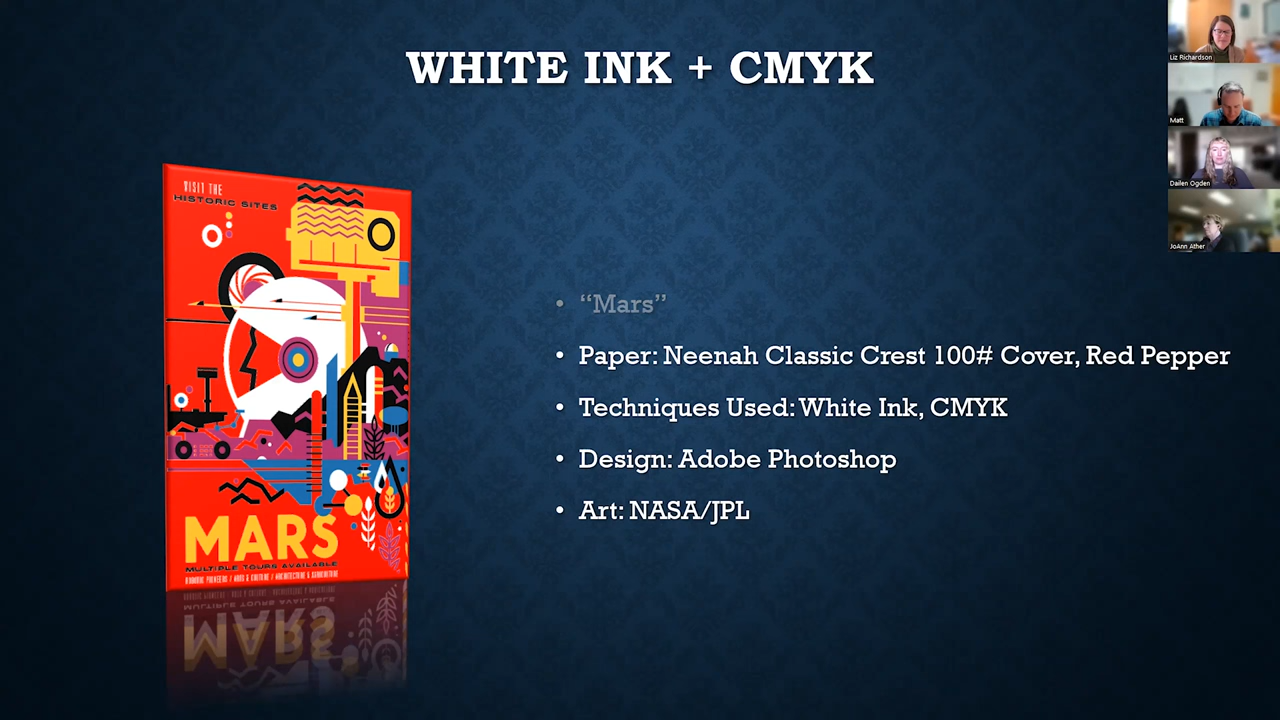 WHITE INK + CMYK
Liz Richardson
Matt
Dailen Ogden
JoAnn Ather
VISIT THE
HISTORIC SITES
MARS
MULTIPLE TOURS AVAILABLE
• “Mars”
• Paper: Neenah Classic Crest 100# Cover, Red Pepper
• Techniques Used: White Ink, CMYK
• Design: Adobe Photoshop
• Art: NASA/JPL